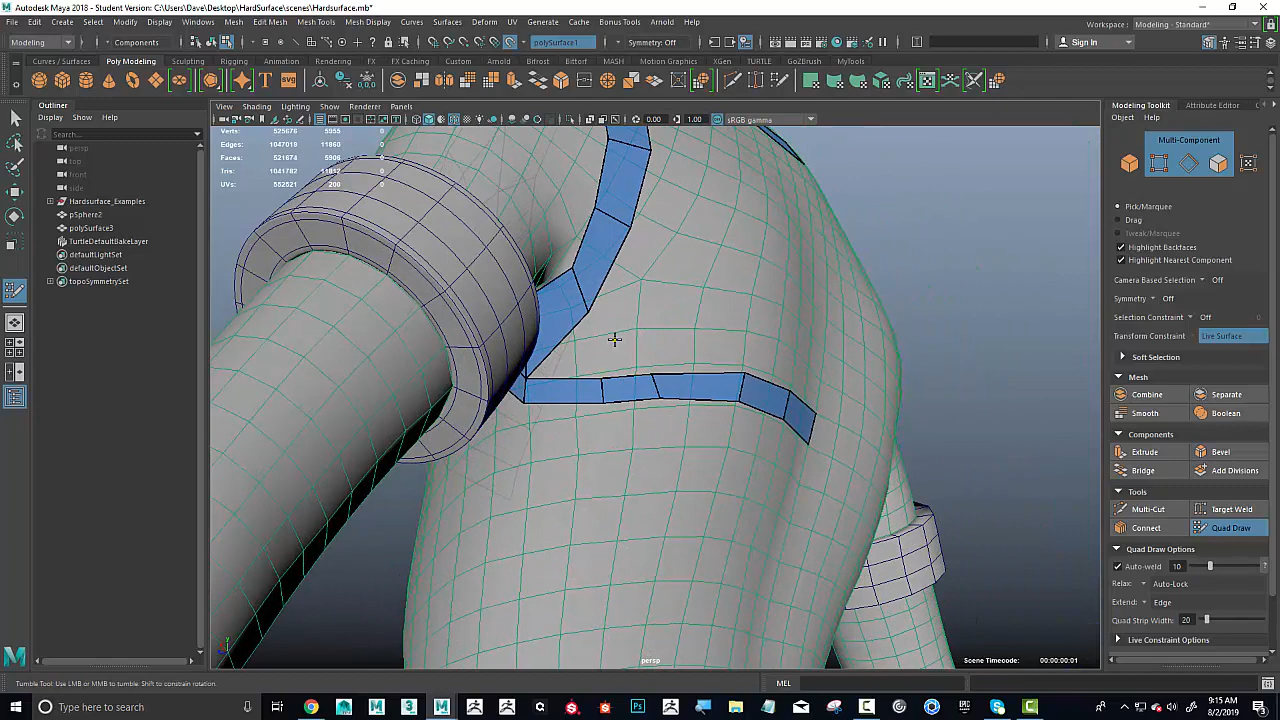 Autodesk Maya 2018 - Student Version: C:\Users\Dave\Desktop\HardSurface\scenes\Hardsurface.mb*
File Edit Create Select Modify Display Windows Mesh Edit Mesh Mesh Tools Mesh Display Curves Surfaces Deform UV Generate Cache Bonus Tools Arnold Help
Workspace : Modeling - Standard*
Modeling Components polySurface1 Symmetry: Off Sign In
Curves / Surfaces Poly Modeling Sculpting Rigging Animation Rendering FX FX Caching Custom Arnold Bifrost Bittorf MASH Motion Graphics XGen TURTLE GoZBrush MyTools
Outliner
Display Show Help
Search...
persp
top
front
side
Hardsurface_Examples
pSphere2
polySurface3
TurtleDefaultBakeLayer
defaultLightSet
defaultObjectSet
topoSymmetrySet
View Shading Lighting Show Renderer Panels
0.00 1.00 sRGB gamma
Verts: 525676 5955 0
Edges: 1047019 11860 0
Faces: 521674 5906 0
Tris: 1041782 11812 0
UVs: 552521 206 0
persp
Scene Timecode: 00:00:00:01
Modeling Toolkit Attribute Editor
Object Help
Multi-Component
Pick/Marquee
Drag
Tweak/Marquee
Highlight Backfaces
Highlight Nearest Component
Camera Based Selection Off
Symmetry Off
Selection Constraint Off
Transform Constraint Live Surface
Soft Selection
Mesh
Combine Separate
Smooth Boolean
Components
Extrude Bevel
Bridge Add Divisions
Tools
Multi-Cut Target Weld
Connect Quad Draw
Quad Draw Options
Auto-weld 10
Relax: Auto-Lock
Extend: Edge
Quad Strip Width: 20
Live Constraint Options
Tumble Tool: Use LMB or MMB to tumble. Shift to constrain rotation.
MEL
Type here to search
9:15 AM
8/2/2019